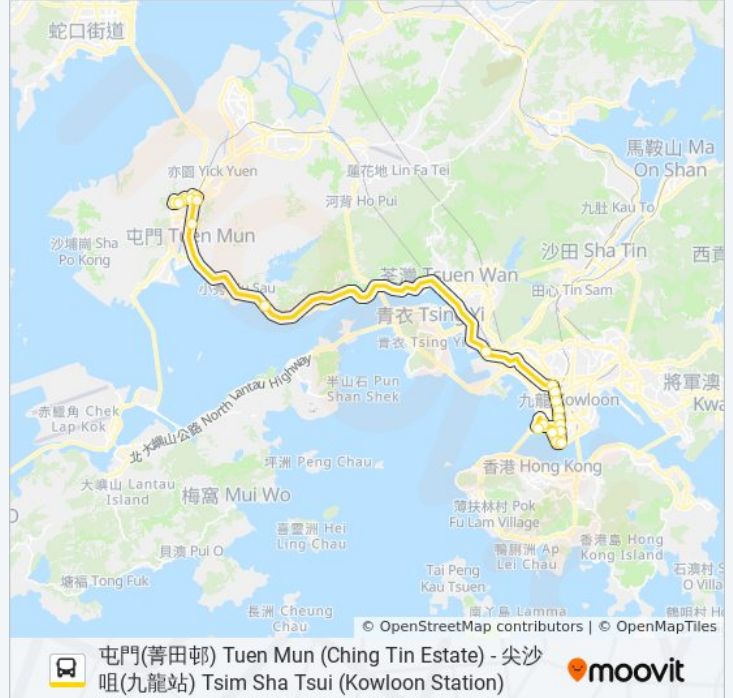 蛇口街道
馬鞍山 Ma
On Shan
亦園 Yick Yuen
蓮花地 Lin Fa Tei
河背 Ho Pui
九肚 Kau To
屯門 Tuen Mun
沙埔崗 Sha
Po Kong
沙田 Sha Tin
西貢
荃灣 Tsuen Wan
田心 Tin Sam
青衣 Tsing Yi
青衣 Tsing Yi
半山石 Pun
Shan Shek
將軍澳
Kwa
九龍 Kowloon
赤鱲角 Chek
Lap Kok
北大嶼山公路 North Lantau Highway
坪洲 Peng Chau
香港 Hong Kong
大嶼山 Lantau
Island
梅窩 Mui Wo
薄扶林村 Pok
Fu Lam Village
喜靈洲 Hei
Ling Chau
貝澳 Pui O
鴨脷洲 Ap
Lei Chau
香港島 Hong
Kong Island
塘福 Tong Fuk
Tai Peng
Kau Tsuen
石澳村 S
O Villa
長洲 Cheung
Chau
南丫島 Lamma
鶴咀村 Ho
© OpenStreetMap contributors | © OpenMapTiles
屯門(菁田邨) Tuen Mun (Ching Tin Estate) - 尖沙
咀(九龍站) Tsim Sha Tsui (Kowloon Station)
moovit